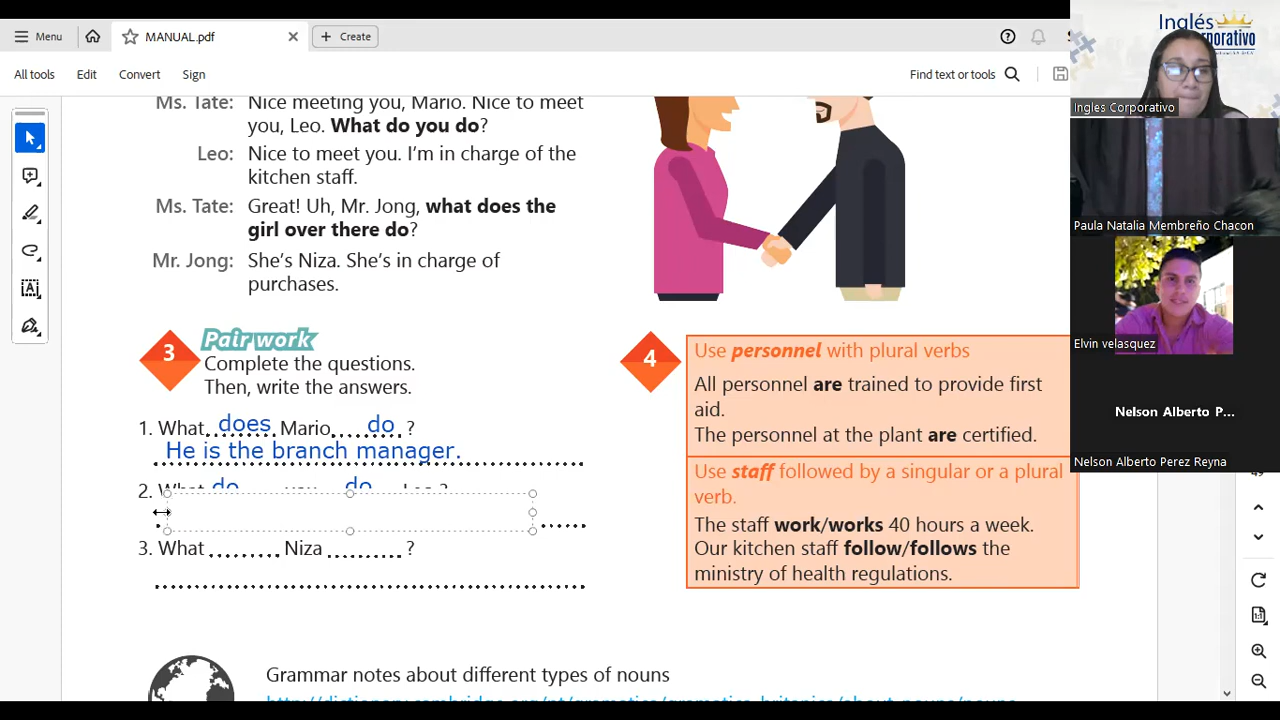 Menu
MANUAL.pdf
Create
All tools
Edit
Convert
Sign
Find text or tools
Ms. Tate: Nice meeting you, Mario. Nice to meet
you, Leo. What do you do?
Leo: Nice to meet you. I'm in charge of the
kitchen staff.
Ms. Tate: Great! Uh, Mr. Jong, what does the
girl over there do?
Mr. Jong: She's Niza. She's in charge of
purchases.
3 Pair work
Complete the questions.
Then, write the answers.
1. What does Mario do ?
He is the branch manager.
2. What do you do Leo ?
3. What Niza ?
4
Use personnel with plural verbs
All personnel are trained to provide first
aid.
The personnel at the plant are certified.
Use staff followed by a singular or a plural
verb.
The staff work/works 40 hours a week.
Our kitchen staff follow/follows the
ministry of health regulations.
Grammar notes about different types of nouns
Inglés
Corporativo
Ingles Corporativo
Paula Natalia Membreño Chacon
Elvin velasquez
Nelson Alberto P...
Nelson Alberto Perez Reyna